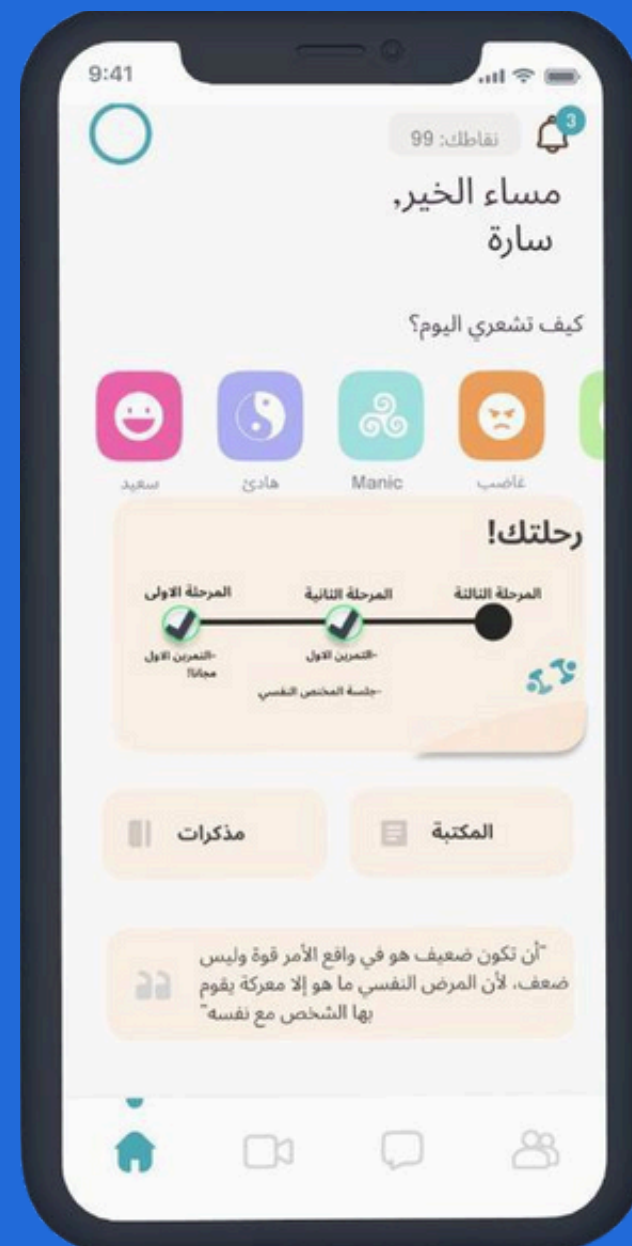 9:41
3
نقاطك: 99
مساء الخير,
سارة
كيف تشعري اليوم؟
غاضب
Manic
هادئ
سعيد
رحلتك!
المرحلة الاولى
المرحلة الثانية
المرحلة الثالثة
-التمرين الاول
مجانا!
-التمرين الاول
-جلسة المختص النفسي
المكتبة
مذكرات
"أن تكون ضعيف هو في واقع الأمر قوة وليس
ضعف، لأن المرض النفسي ما هو إلا معركة يقوم
بها الشخص مع نفسه"